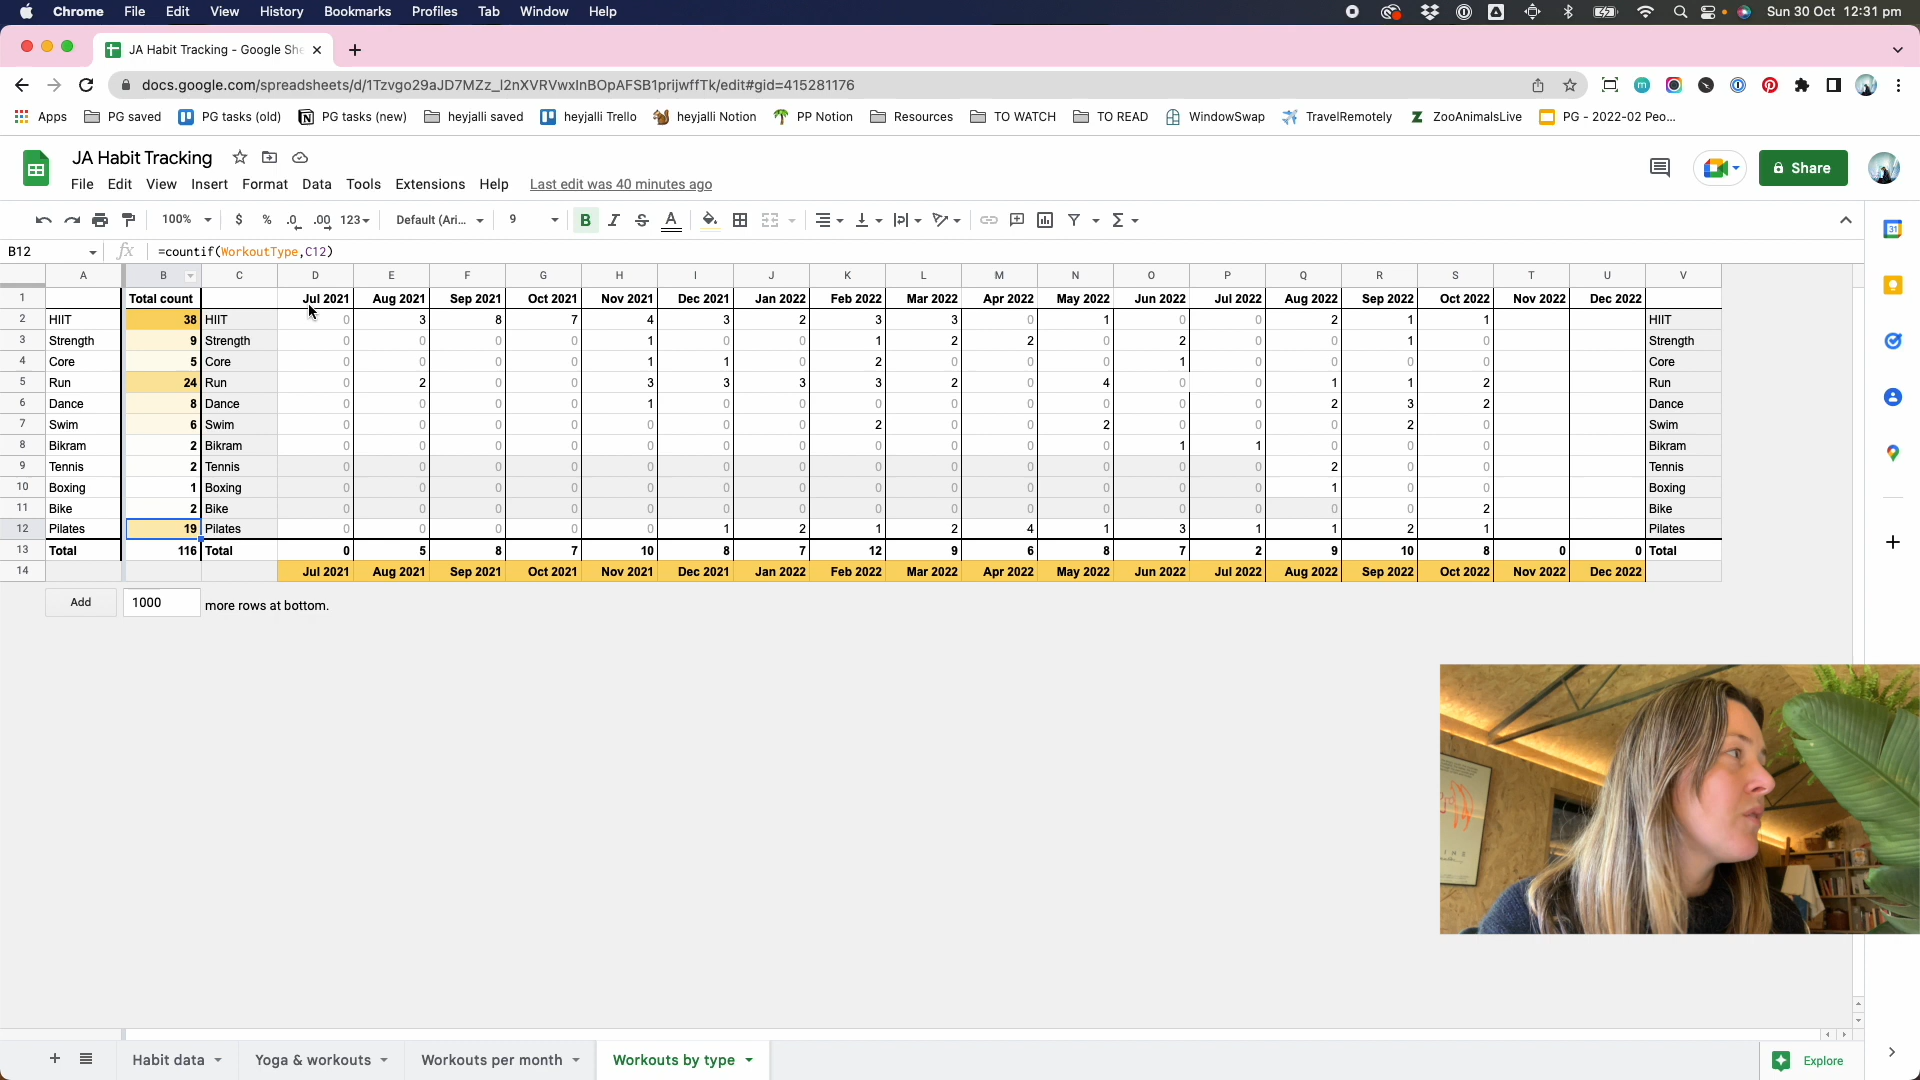 Chrome File Edit View History Bookmarks Profiles Tab Window Help Sun 30 Oct 12:31 pm
JA Habit Tracking - Google She
docs.google.com/spreadsheets/d/1Tzvgo29aJD7MZz_I2nXVRVwxInBOpAFSB1prijwffTk/edit#gid=415281176
Apps PG saved PG tasks (old) PG tasks (new) heyjalli saved heyjalli Trello heyjalli Notion PP Notion Resources TO WATCH TO READ WindowSwap TravelRemotely ZooAnimalsLive PG - 2022-02 Peo...
JA Habit Tracking
Share
File Edit View Insert Format Data Tools Extensions Help Last edit was 40 minutes ago
100% $ % .0 .00 123 Default (Ari... 9 B I S A
B12 fx =countif(WorkoutType,C12)
A B C D E F G H I J K L M N O P Q R S T U V
1 Total count Jul 2021 Aug 2021 Sep 2021 Oct 2021 Nov 2021 Dec 2021 Jan 2022 Feb 2022 Mar 2022 Apr 2022 May 2022 Jun 2022 Jul 2022 Aug 2022 Sep 2022 Oct 2022 Nov 2022 Dec 2022
2 HIIT 38 HIIT 0 3 8 7 4 3 2 3 3 0 1 0 0 2 1 1 HIIT
3 Strength 9 Strength 0 0 0 0 1 0 0 1 2 2 0 2 0 0 1 0 Strength
4 Core 5 Core 0 0 0 0 1 1 0 2 0 0 0 1 0 0 0 0 Core
5 Run 24 Run 0 2 0 0 3 3 3 3 2 0 4 0 0 1 1 2 Run
6 Dance 8 Dance 0 0 0 0 1 0 0 0 0 0 0 0 0 2 3 2 Dance
7 Swim 6 Swim 0 0 0 0 0 0 0 2 0 0 2 0 0 0 2 0 Swim
8 Bikram 2 Bikram 0 0 0 0 0 0 0 0 0 0 0 1 1 0 0 0 Bikram
9 Tennis 2 Tennis 0 0 0 0 0 0 0 0 0 0 0 0 0 2 0 0 Tennis
10 Boxing 1 Boxing 0 0 0 0 0 0 0 0 0 0 0 0 0 1 0 0 Boxing
11 Bike 2 Bike 0 0 0 0 0 0 0 0 0 0 0 0 0 0 0 2 Bike
12 Pilates 19 Pilates 0 0 0 0 0 1 2 1 2 4 1 3 1 1 2 1 Pilates
13 Total 116 Total 0 5 8 7 10 8 7 12 9 6 8 7 2 9 10 8 0 0 Total
14 Jul 2021 Aug 2021 Sep 2021 Oct 2021 Nov 2021 Dec 2021 Jan 2022 Feb 2022 Mar 2022 Apr 2022 May 2022 Jun 2022 Jul 2022 Aug 2022 Sep 2022 Oct 2022 Nov 2022 Dec 2022
Add 1000 more rows at bottom.
Habit data Yoga & workouts Workouts per month Workouts by type Explore